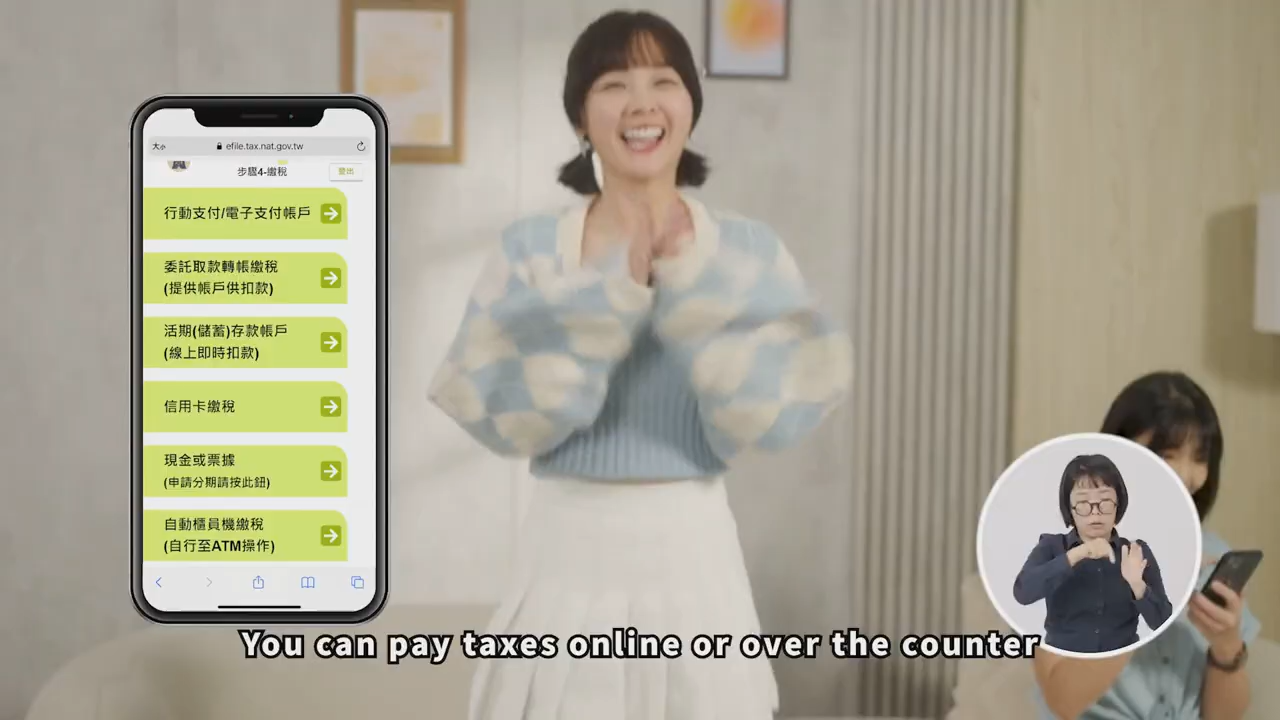 大小 efile.tax.nat.gov.tw
步驟4-繳稅 登出
行動支付/電子支付帳戶
委託取款轉帳繳稅
(提供帳戶供扣款)
活期(儲蓄)存款帳戶
(線上即時扣款)
信用卡繳稅
現金或票據
(申請分期請按此鈕)
自動櫃員機繳稅
(自行至ATM操作)
You can pay taxes online or over the counter